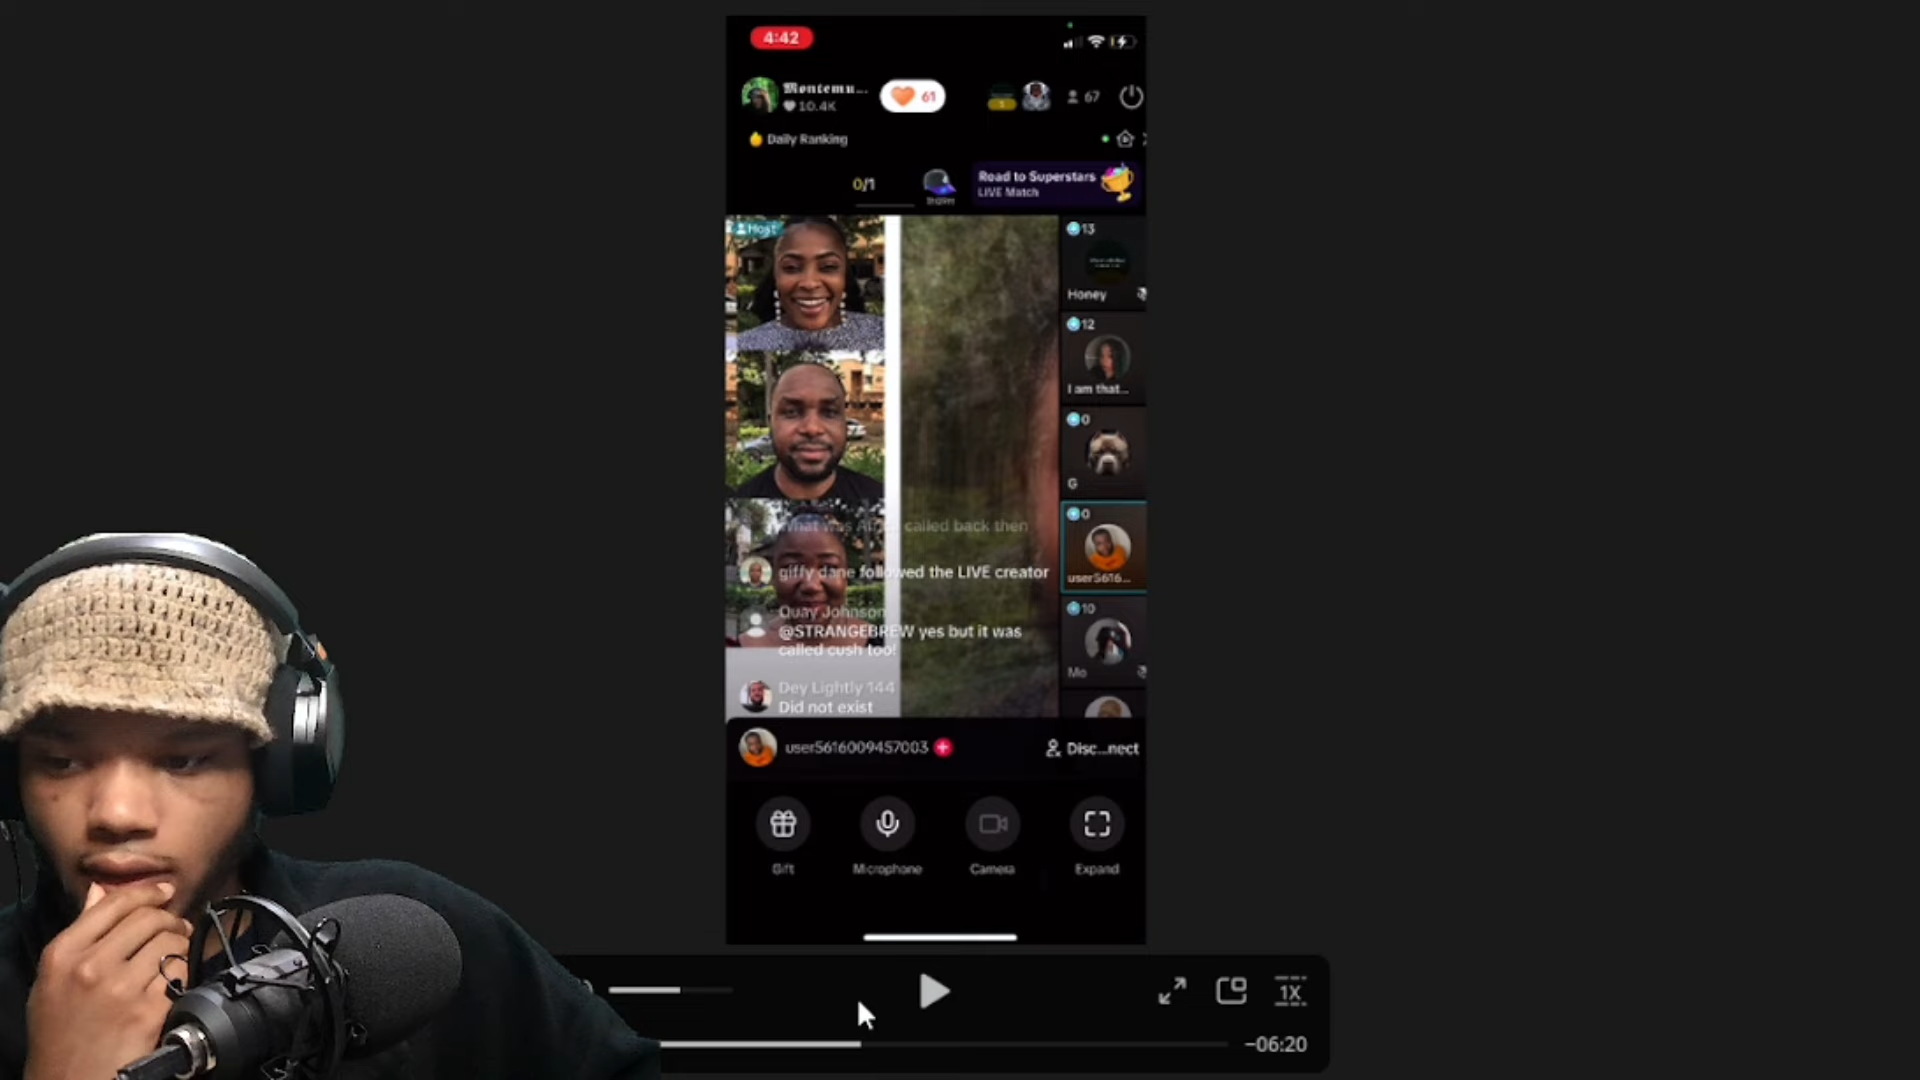 4:42
𝕸𝖔𝖓𝖙𝖊𝖒𝖚...
10.4K
61
67
Daily Ranking
0/1
Road to Superstars
LIVE Match
Host
13
Honey
12
I am that...
0
G
0
user5616...
10
Mo
called back then
giffy dane followed the LIVE creator
Quay Johnson
@STRANGEBREW yes but it was
called cush too!
Dey Lightly 144
Did not exist
user5616009457003
Disc...nect
Gift
Microphone
Camera
Expand
1X
-06:20